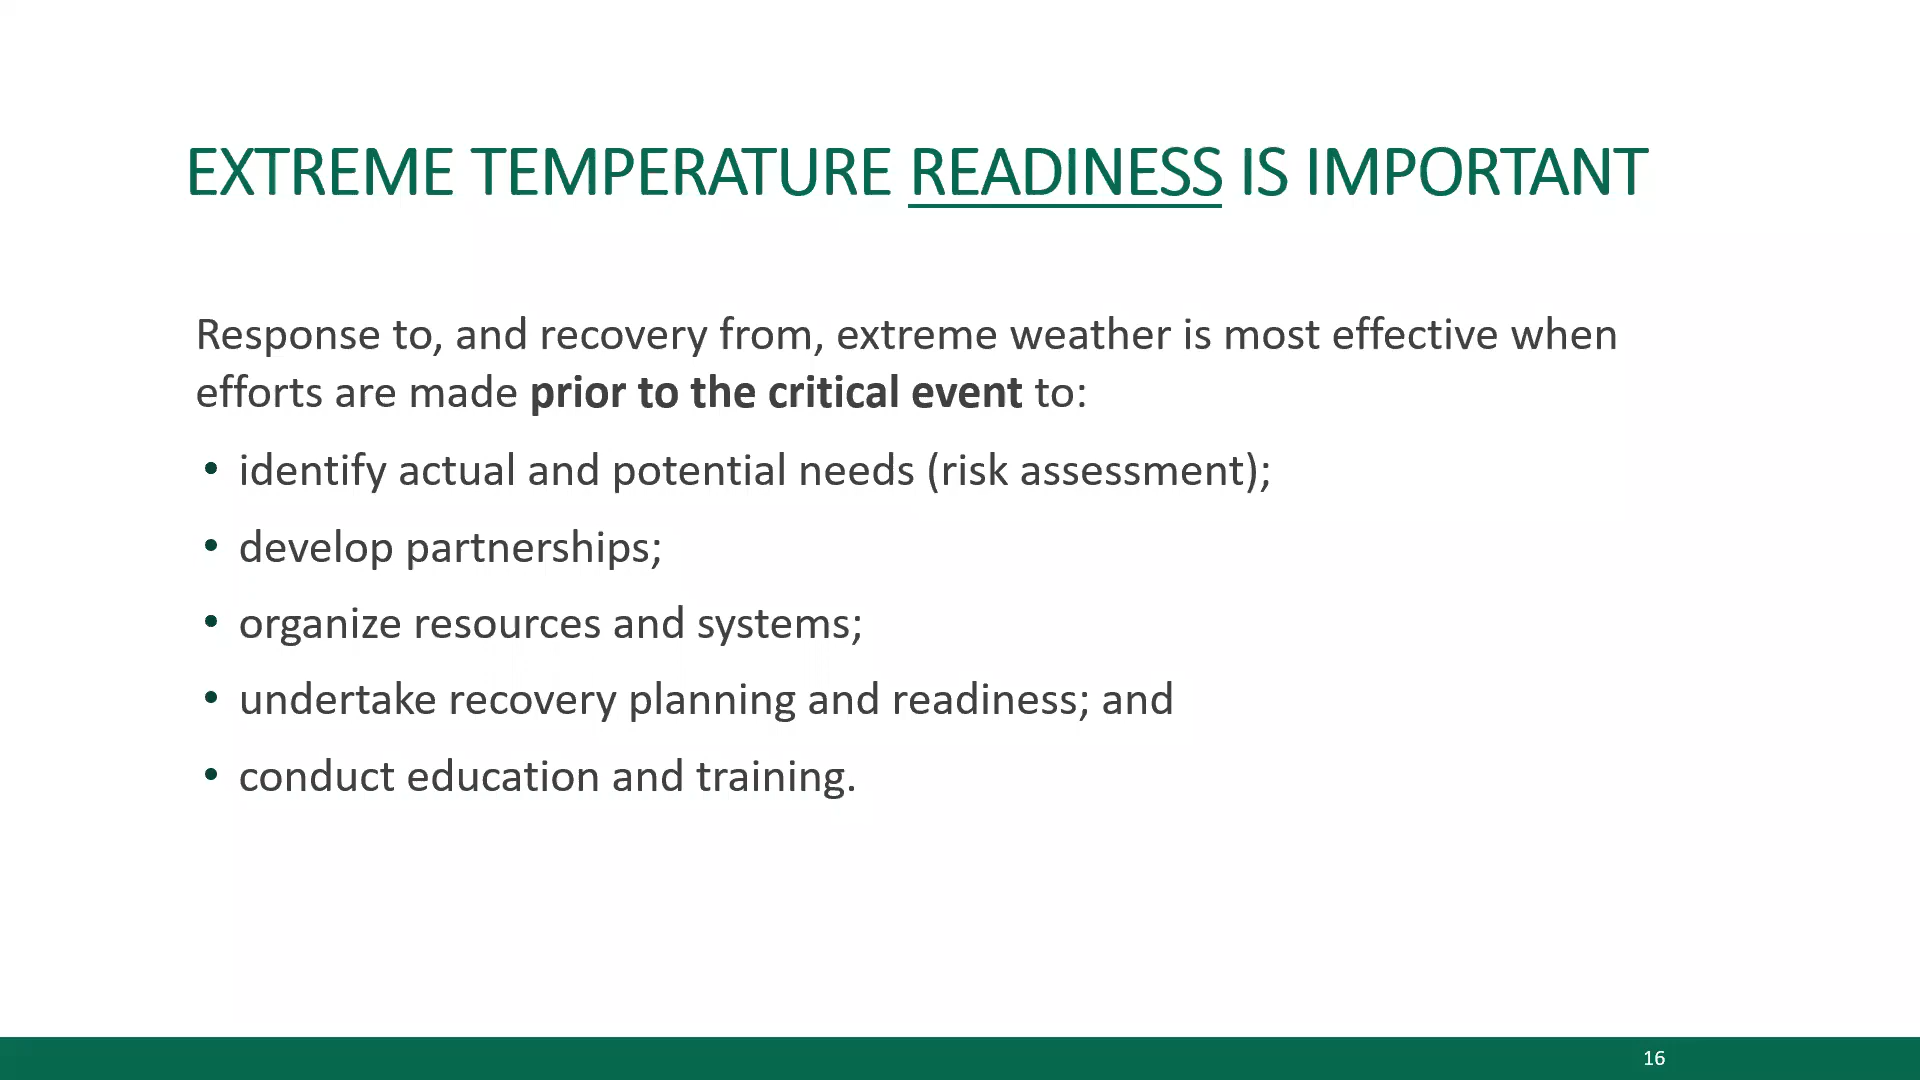 EXTREME TEMPERATURE READINESS IS IMPORTANT
Response to, and recovery from, extreme weather is most effective when
efforts are made prior to the critical event to:
• identify actual and potential needs (risk assessment);
• develop partnerships;
• organize resources and systems;
• undertake recovery planning and readiness; and
• conduct education and training.
16